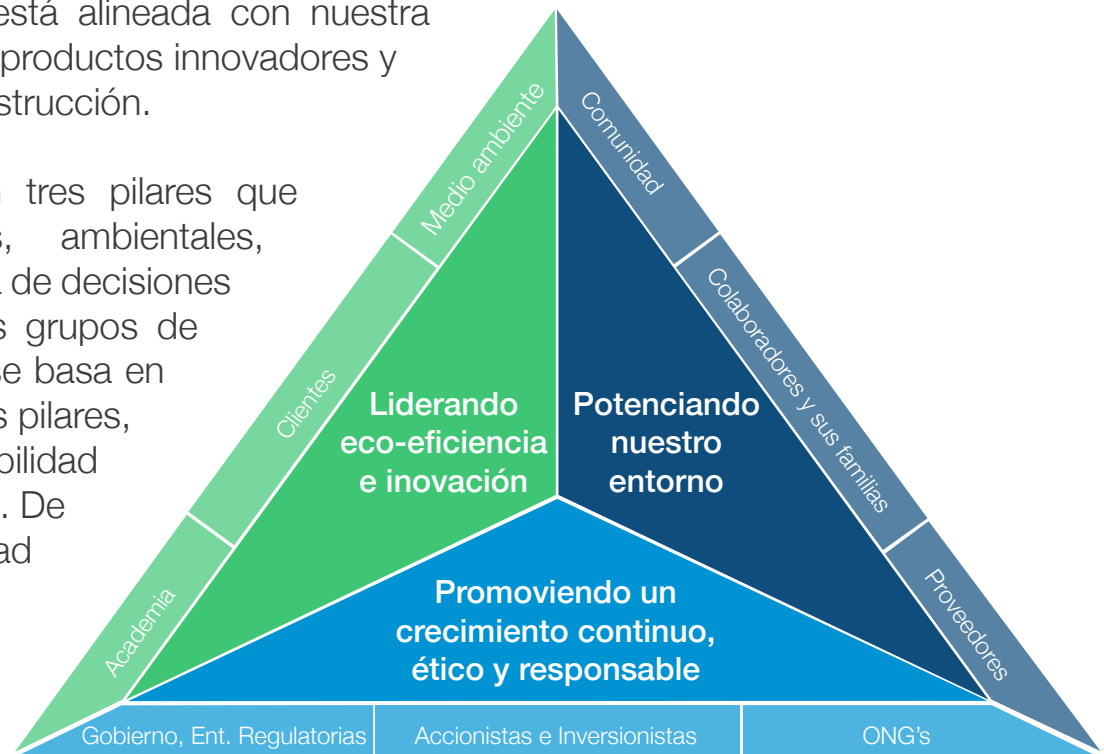 está alineada con nuestra
productos innovadores y
strucción.
tres pilares que
ambientales,
de decisiones
grupos de
se basa en
pilares,
bilidad
. De
ad
Medio ambiente
Clientes
Academia
Comunidad
Colaboradores y sus familias
Proveedores
Liderando
eco-eficiencia
e inovación
Potenciando
nuestro
entorno
Promoviendo un
crecimiento continuo,
ético y responsable
Gobierno, Ent. Regulatorias
Accionistas e Inversionistas
ONG's